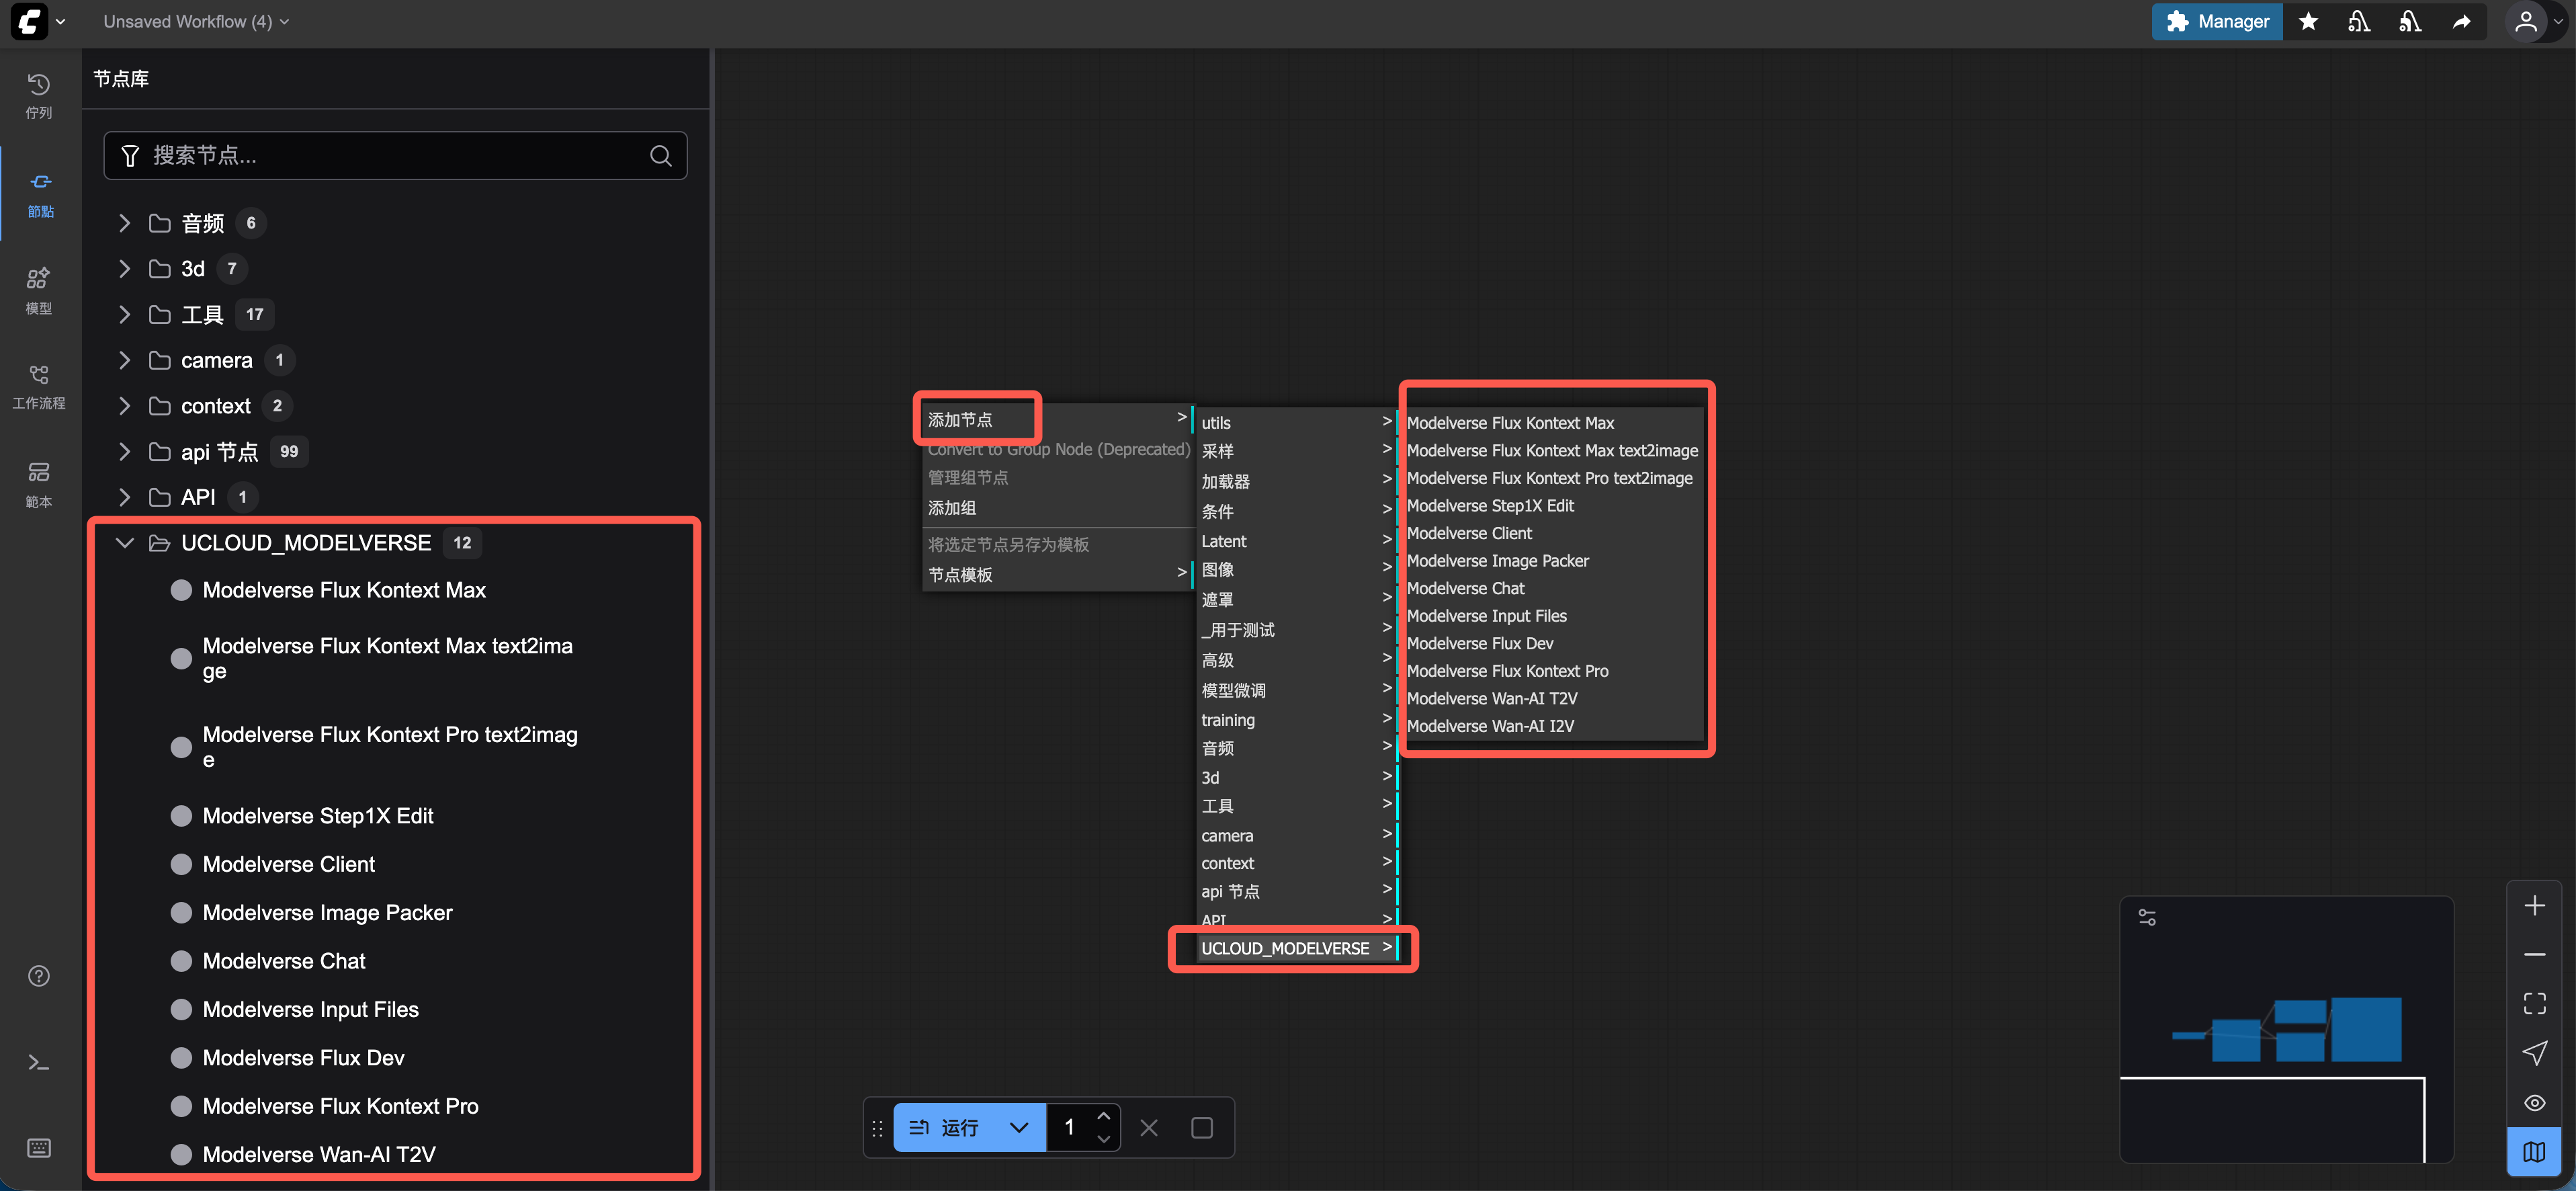 Unsaved Workflow (4)
Manager
佇列
節點
模型
工作流程
範本
节点库
搜索节点...
音频 6
3d 7
工具 17
camera 1
context 2
api 节点 99
API 1
UCLOUD_MODELVERSE 12
Modelverse Flux Kontext Max
Modelverse Flux Kontext Max text2ima
ge
Modelverse Flux Kontext Pro text2imag
e
Modelverse Step1X Edit
Modelverse Client
Modelverse Image Packer
Modelverse Chat
Modelverse Input Files
Modelverse Flux Dev
Modelverse Flux Kontext Pro
Modelverse Wan-AI T2V
添加节点 >
Convert to Group Node (Deprecated)
管理组节点
添加组
将选定节点另存为模板
节点模板 >
utils >
采样 >
加载器 >
条件 >
Latent >
图像 >
遮罩 >
_用于测试 >
高级 >
模型微调 >
training >
音频 >
3d >
工具 >
camera >
context >
api 节点 >
API >
UCLOUD_MODELVERSE >
Modelverse Flux Kontext Max
Modelverse Flux Kontext Max text2image
Modelverse Flux Kontext Pro text2image
Modelverse Step1X Edit
Modelverse Client
Modelverse Image Packer
Modelverse Chat
Modelverse Input Files
Modelverse Flux Dev
Modelverse Flux Kontext Pro
Modelverse Wan-AI T2V
Modelverse Wan-AI I2V
运行
1